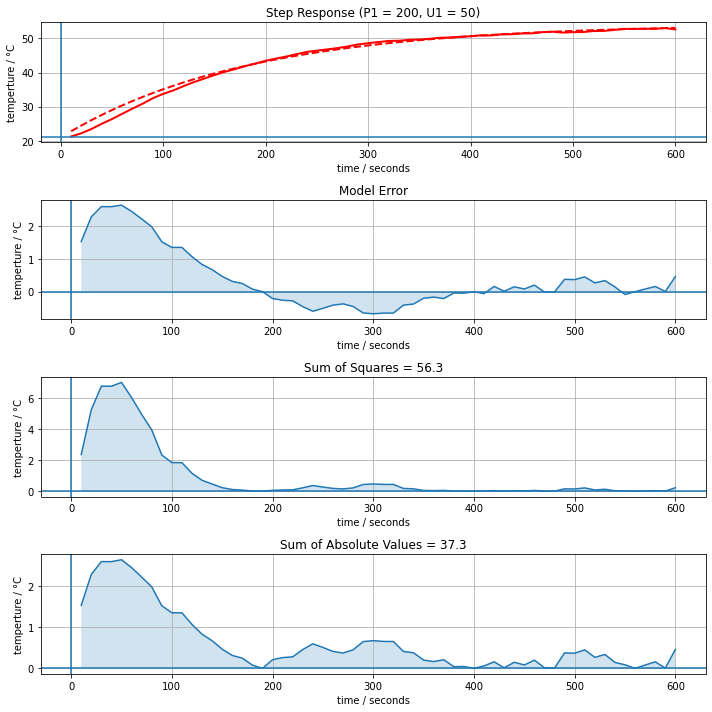 Step Response (P1 = 200, U1 = 50)
50
40
30
20
temperture / °C
0 100 200 300 400 500 600
time / seconds
Model Error
2
1
0
temperture / °C
0 100 200 300 400 500 600
time / seconds
Sum of Squares = 56.3
6
4
2
0
temperture / °C
0 100 200 300 400 500 600
time / seconds
Sum of Absolute Values = 37.3
2
1
0
temperture / °C
0 100 200 300 400 500 600
time / seconds